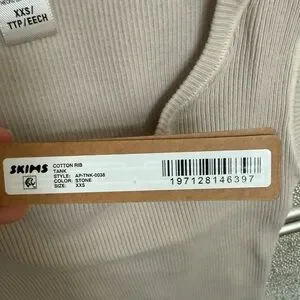 XXS/
TTP/EECH
SKIMS
COTTON RIB
TANK
STYLE: AP-TNK-0038
COLOR: STONE
SIZE: XXS
197128146397